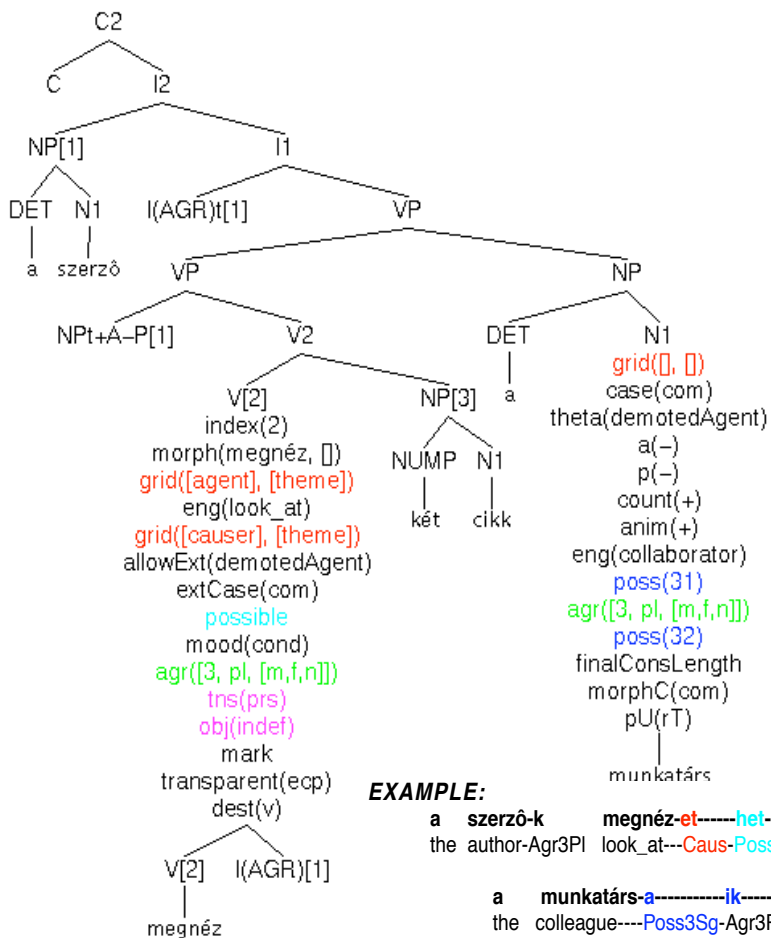 C2
C I2
NP[1] I1
DET N1 I(AGR)t[1] VP
a szerzô VP NP
NPt+A−P[1] V2 DET N1
a
grid([], [])
case(com)
theta(demotedAgent)
a(−)
p(−)
count(+)
anim(+)
eng(collaborator)
poss(31)
agr([3, pl, [m,f,n]])
poss(32)
finalConsLength
morphC(com)
pU(rT)
munkatárs
V[2] NP[3]
index(2)
morph(megnéz, [])
grid([agent], [theme])
eng(look_at)
grid([causer], [theme])
allowExt(demotedAgent)
extCase(com)
possible
mood(cond)
agr([3, pl, [m,f,n]])
tns(prs)
obj(indef)
mark
transparent(ecp)
dest(v)
NUMP N1
két cikk
V[2] I(AGR)[1]
megnéz
EXAMPLE:
a szerzô-k megnéz-et------het-
the author-Agr3Pl look_at---Caus-Poss
a munkatárs-a-----------ik-----
the colleague----Poss3Sg-Agr3P